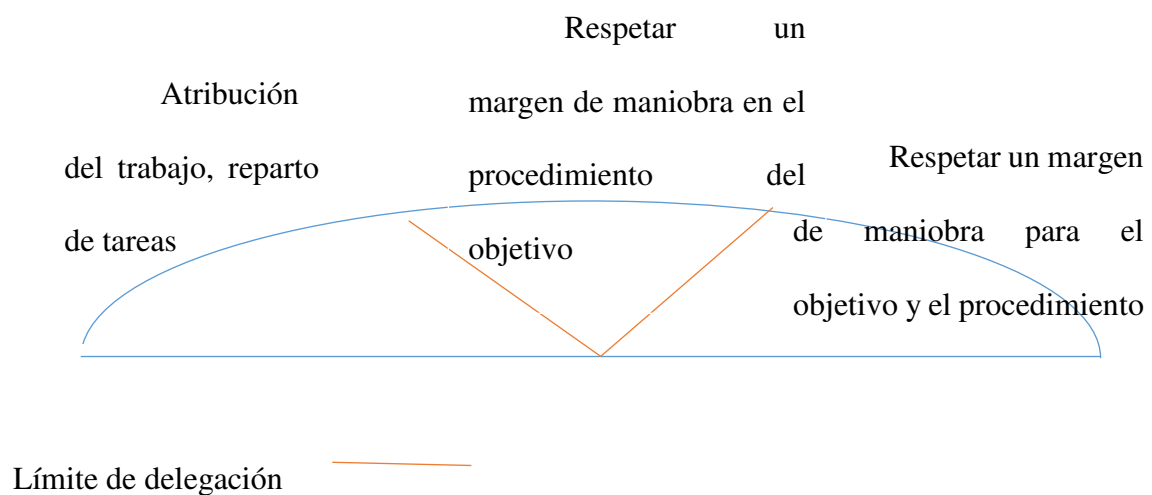 Atribución
del trabajo, reparto
de tareas
Respetar un
margen de maniobra en el
procedimiento del
objetivo
Respetar un margen
de maniobra para el
objetivo y el procedimiento
Límite de delegación